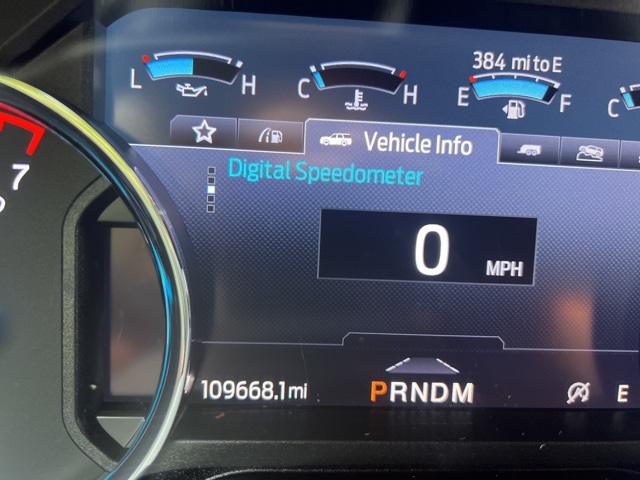 384 mi to E
L H
C H
E F
C
Vehicle Info
Digital Speedometer
7
0 MPH
109668.1 mi
PRNDM
E